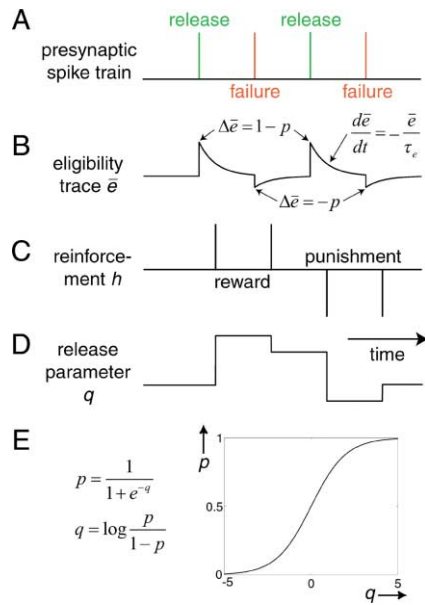 A
release
release
presynaptic
spike train
failure
failure
B
eligibility
trace ē
Δē = 1 − p
dē/dt = − ē/τₑ
Δē = −p
C
reinforce-
ment h
reward
punishment
D
release
parameter
q
time
E
p = 1/(1 + e^{−q})
q = log p/(1 − p)
p
1
0.5
0
-5
0
5
q